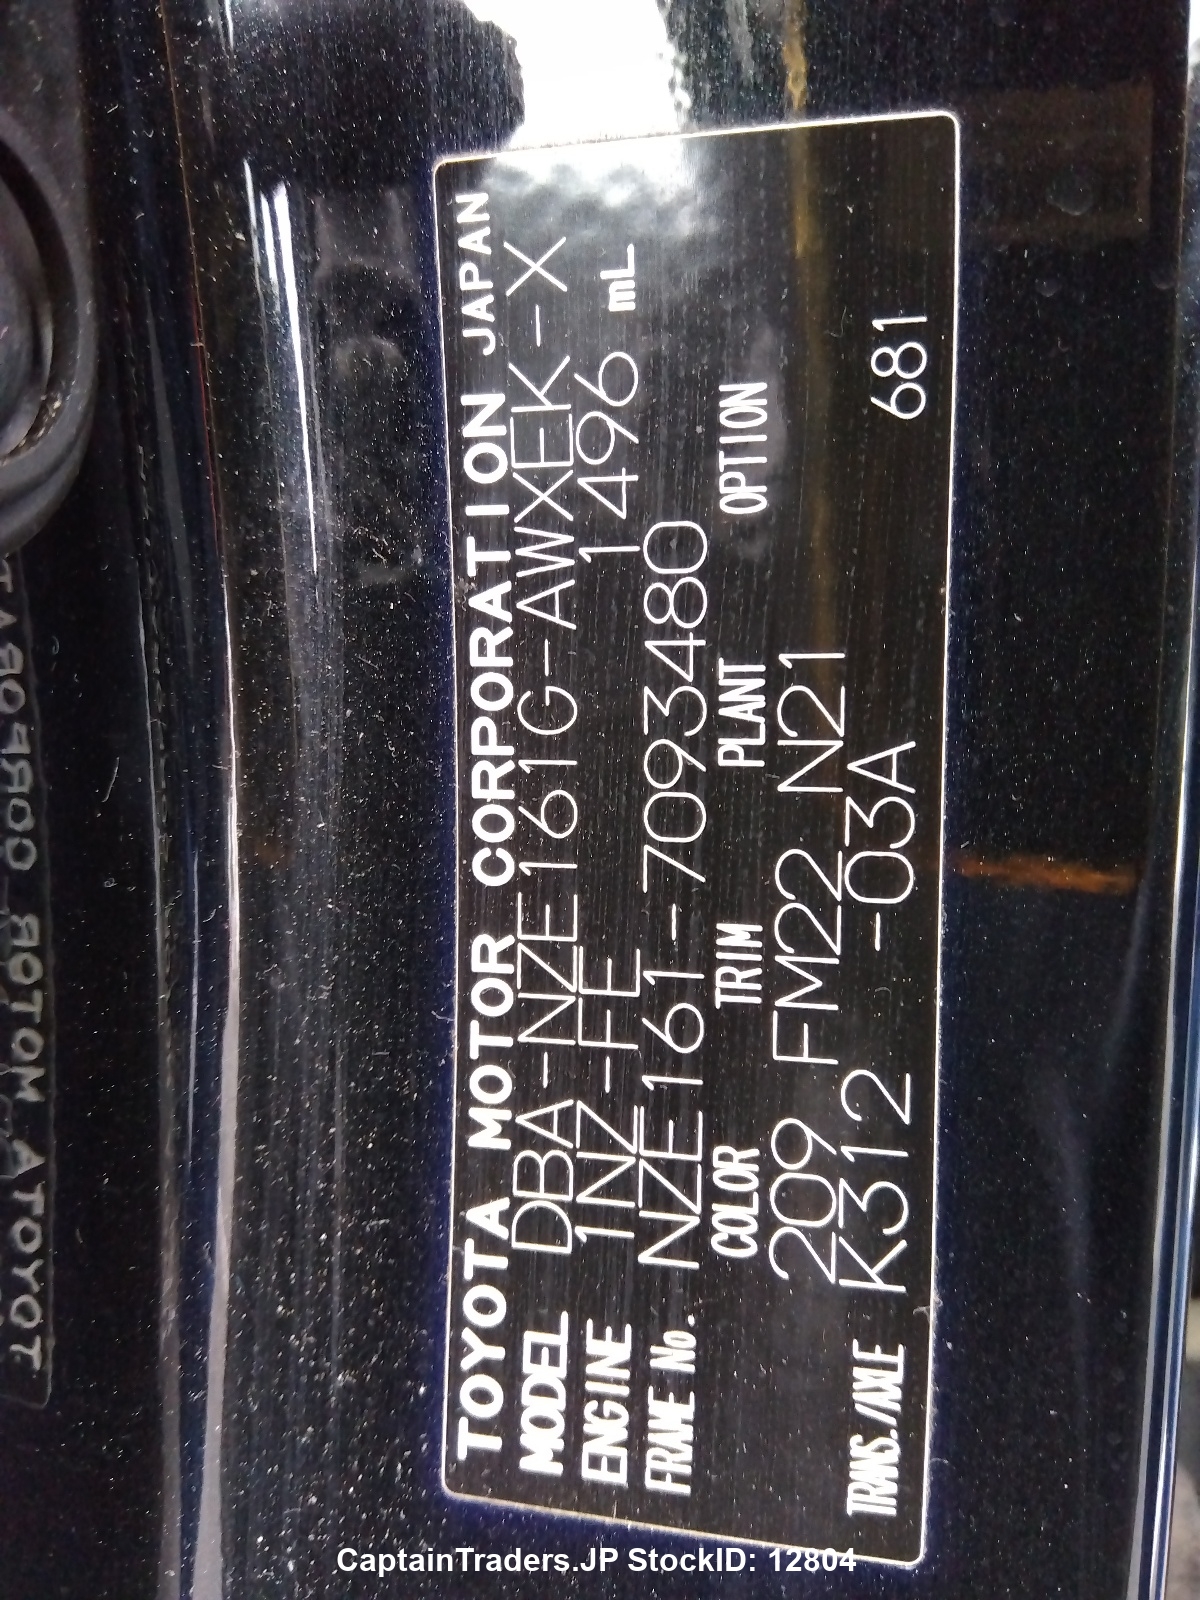 TOYOTA MOTOR CORPORATION JAPAN
MODEL DBA-NZE161G-AWXEK-X
ENGINE 1NZ-FE 1496 mL
FRAME No. NZE161-7093480
COLOR TRIM PLANT OPTION
209 FM22 N21
TRANS./AXLE K312 -03A 681
CaptainTraders.JP StockID: 12804